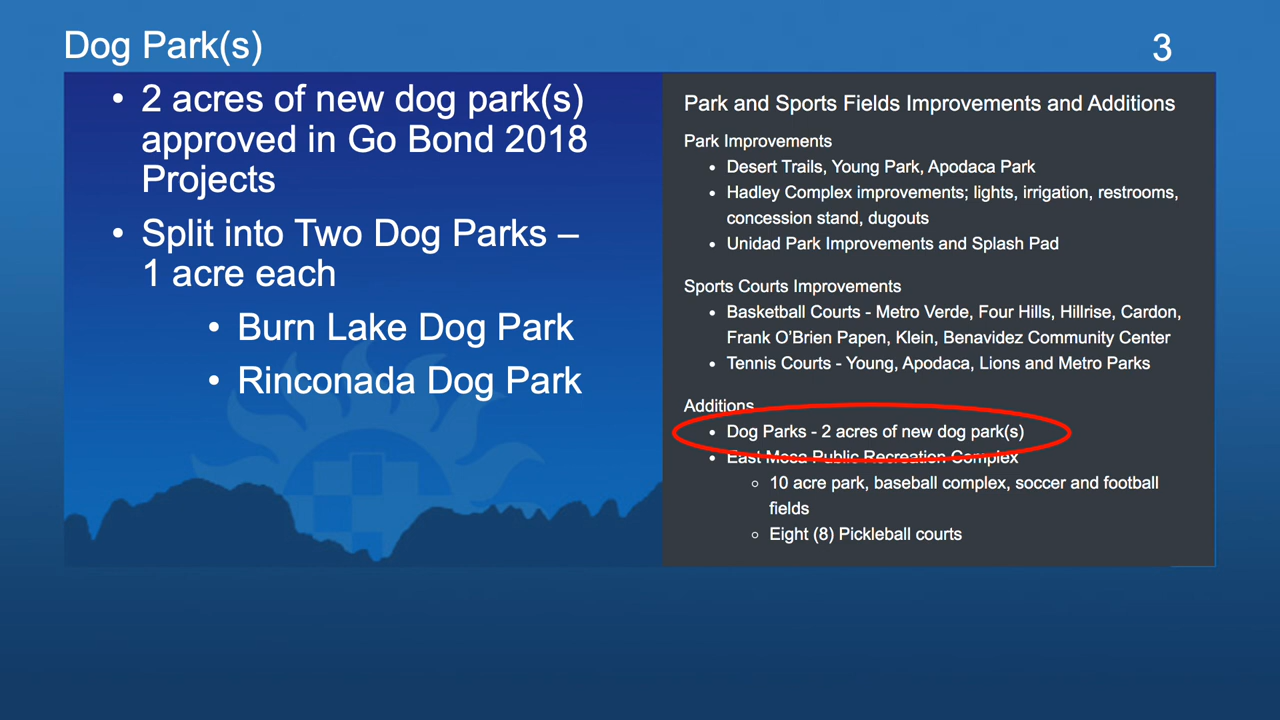 Dog Park(s)
3
• 2 acres of new dog park(s)
approved in Go Bond 2018
Projects
• Split into Two Dog Parks –
1 acre each
• Burn Lake Dog Park
• Rinconada Dog Park
Park and Sports Fields Improvements and Additions
Park Improvements
• Desert Trails, Young Park, Apodaca Park
• Hadley Complex improvements; lights, irrigation, restrooms,
concession stand, dugouts
• Unidad Park Improvements and Splash Pad
Sports Courts Improvements
• Basketball Courts - Metro Verde, Four Hills, Hillrise, Cardon,
Frank O’Brien Papen, Klein, Benavidez Community Center
• Tennis Courts - Young, Apodaca, Lions and Metro Parks
Additions
• Dog Parks - 2 acres of new dog park(s)
• East Mesa Public Recreation Complex
◦ 10 acre park, baseball complex, soccer and football
fields
◦ Eight (8) Pickleball courts